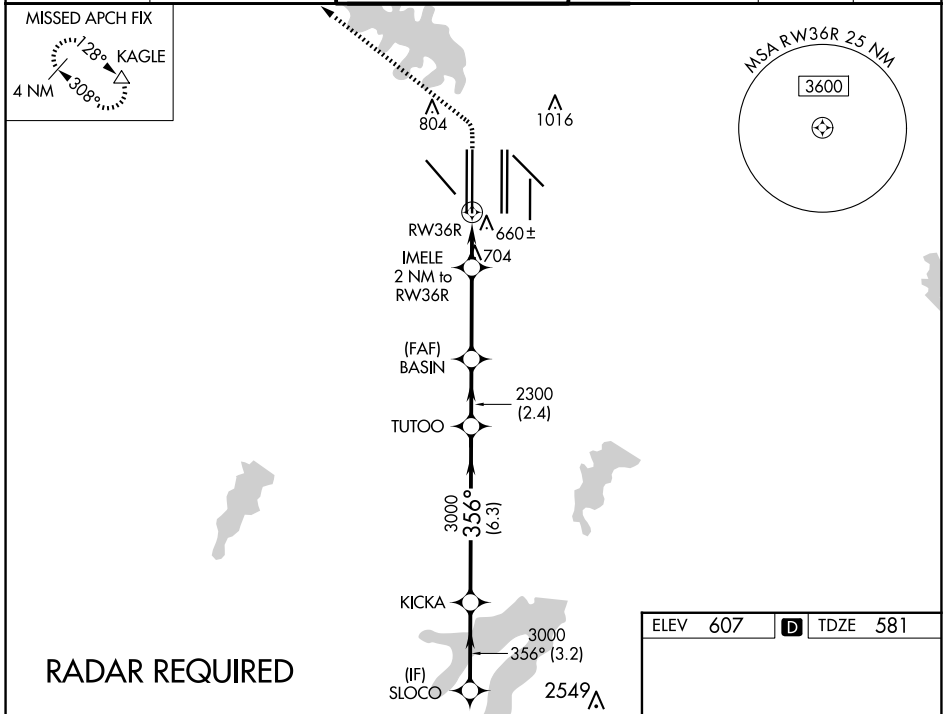 MISSED APCH FIX
128°
KAGLE
4 NM
308°
804
1016
MSA RW36R 25 NM
3600
RW36R
660 ±
704
IMELE
2 NM to
RW36R
(FAF)
BASIN
2300
(2.4)
TUTOO
3000
356°
(6.3)
KICKA
3000
356° (3.2)
(IF)
SLOCO
2549
RADAR REQUIRED
ELEV 607 D TDZE 581